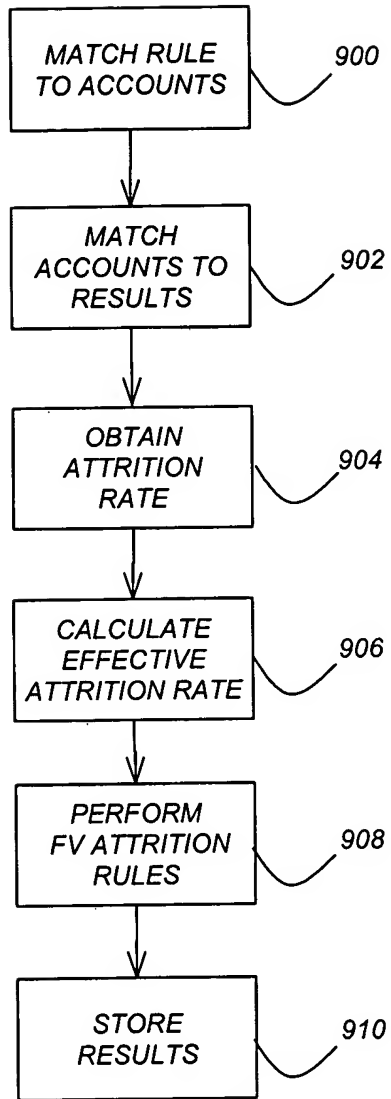 MATCH RULE
TO ACCOUNTS
900
MATCH
ACCOUNTS TO
RESULTS
902
OBTAIN
ATTRITION
RATE
904
CALCULATE
EFFECTIVE
ATTRITION RATE
906
PERFORM
FV ATTRITION
RULES
908
STORE
RESULTS
910